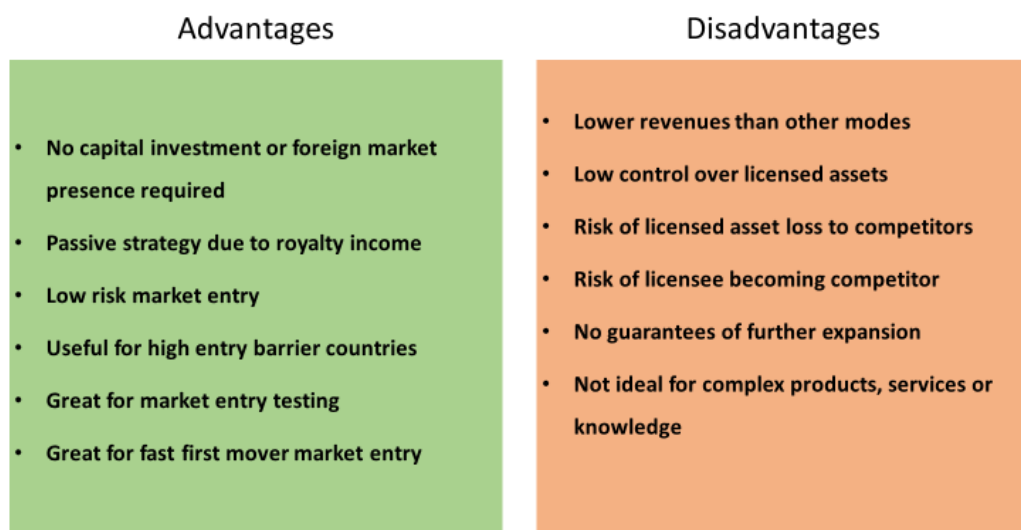 Advantages
• No capital investment or foreign market
presence required
• Passive strategy due to royalty income
• Low risk market entry
• Useful for high entry barrier countries
• Great for market entry testing
• Great for fast first mover market entry
Disadvantages
• Lower revenues than other modes
• Low control over licensed assets
• Risk of licensed asset loss to competitors
• Risk of licensee becoming competitor
• No guarantees of further expansion
• Not ideal for complex products, services or
knowledge